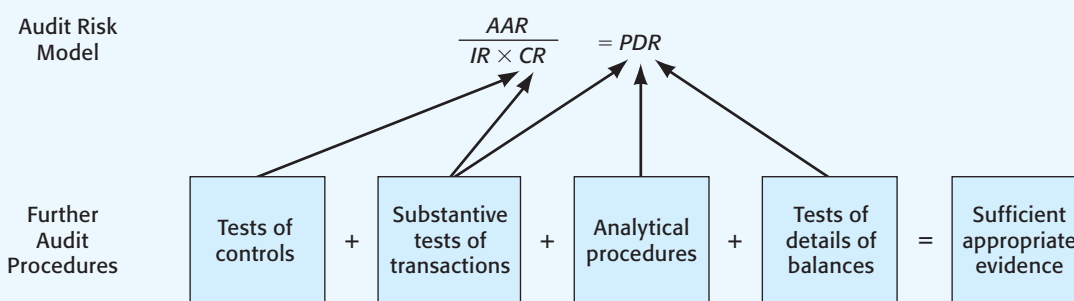 Audit Risk
Model
AAR
IR × CR
= PDR
Further
Audit
Procedures
Tests of
controls
+
Substantive
tests of
transactions
+
Analytical
procedures
+
Tests of
details of
balances
=
Sufficient
appropriate
evidence